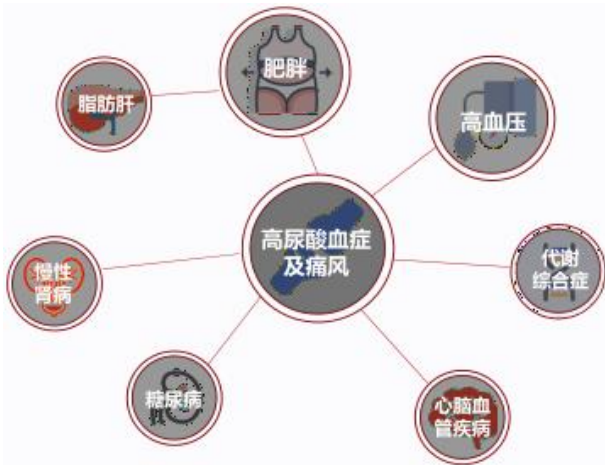 肥胖
脂肪肝
高血压
高尿酸血症
及痛风
慢性
肾病
代谢
综合症
糖尿病
心脑血
管疾病